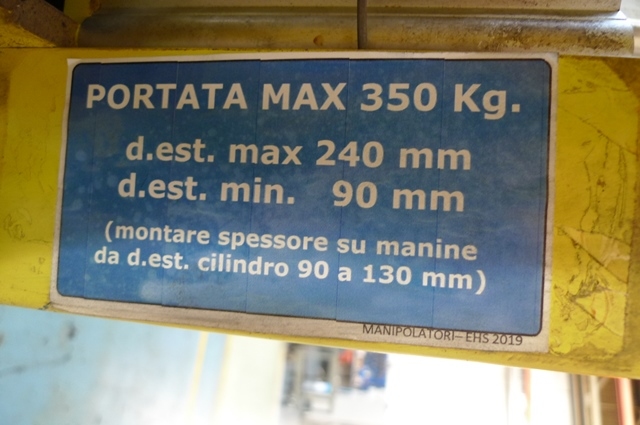 PORTATA MAX 350 Kg.
d.est. max 240 mm
d.est. min. 90 mm
(montare spessore su manine
da d.est. cilindro 90 a 130 mm)
MANIPOLATORI-EHS 2019